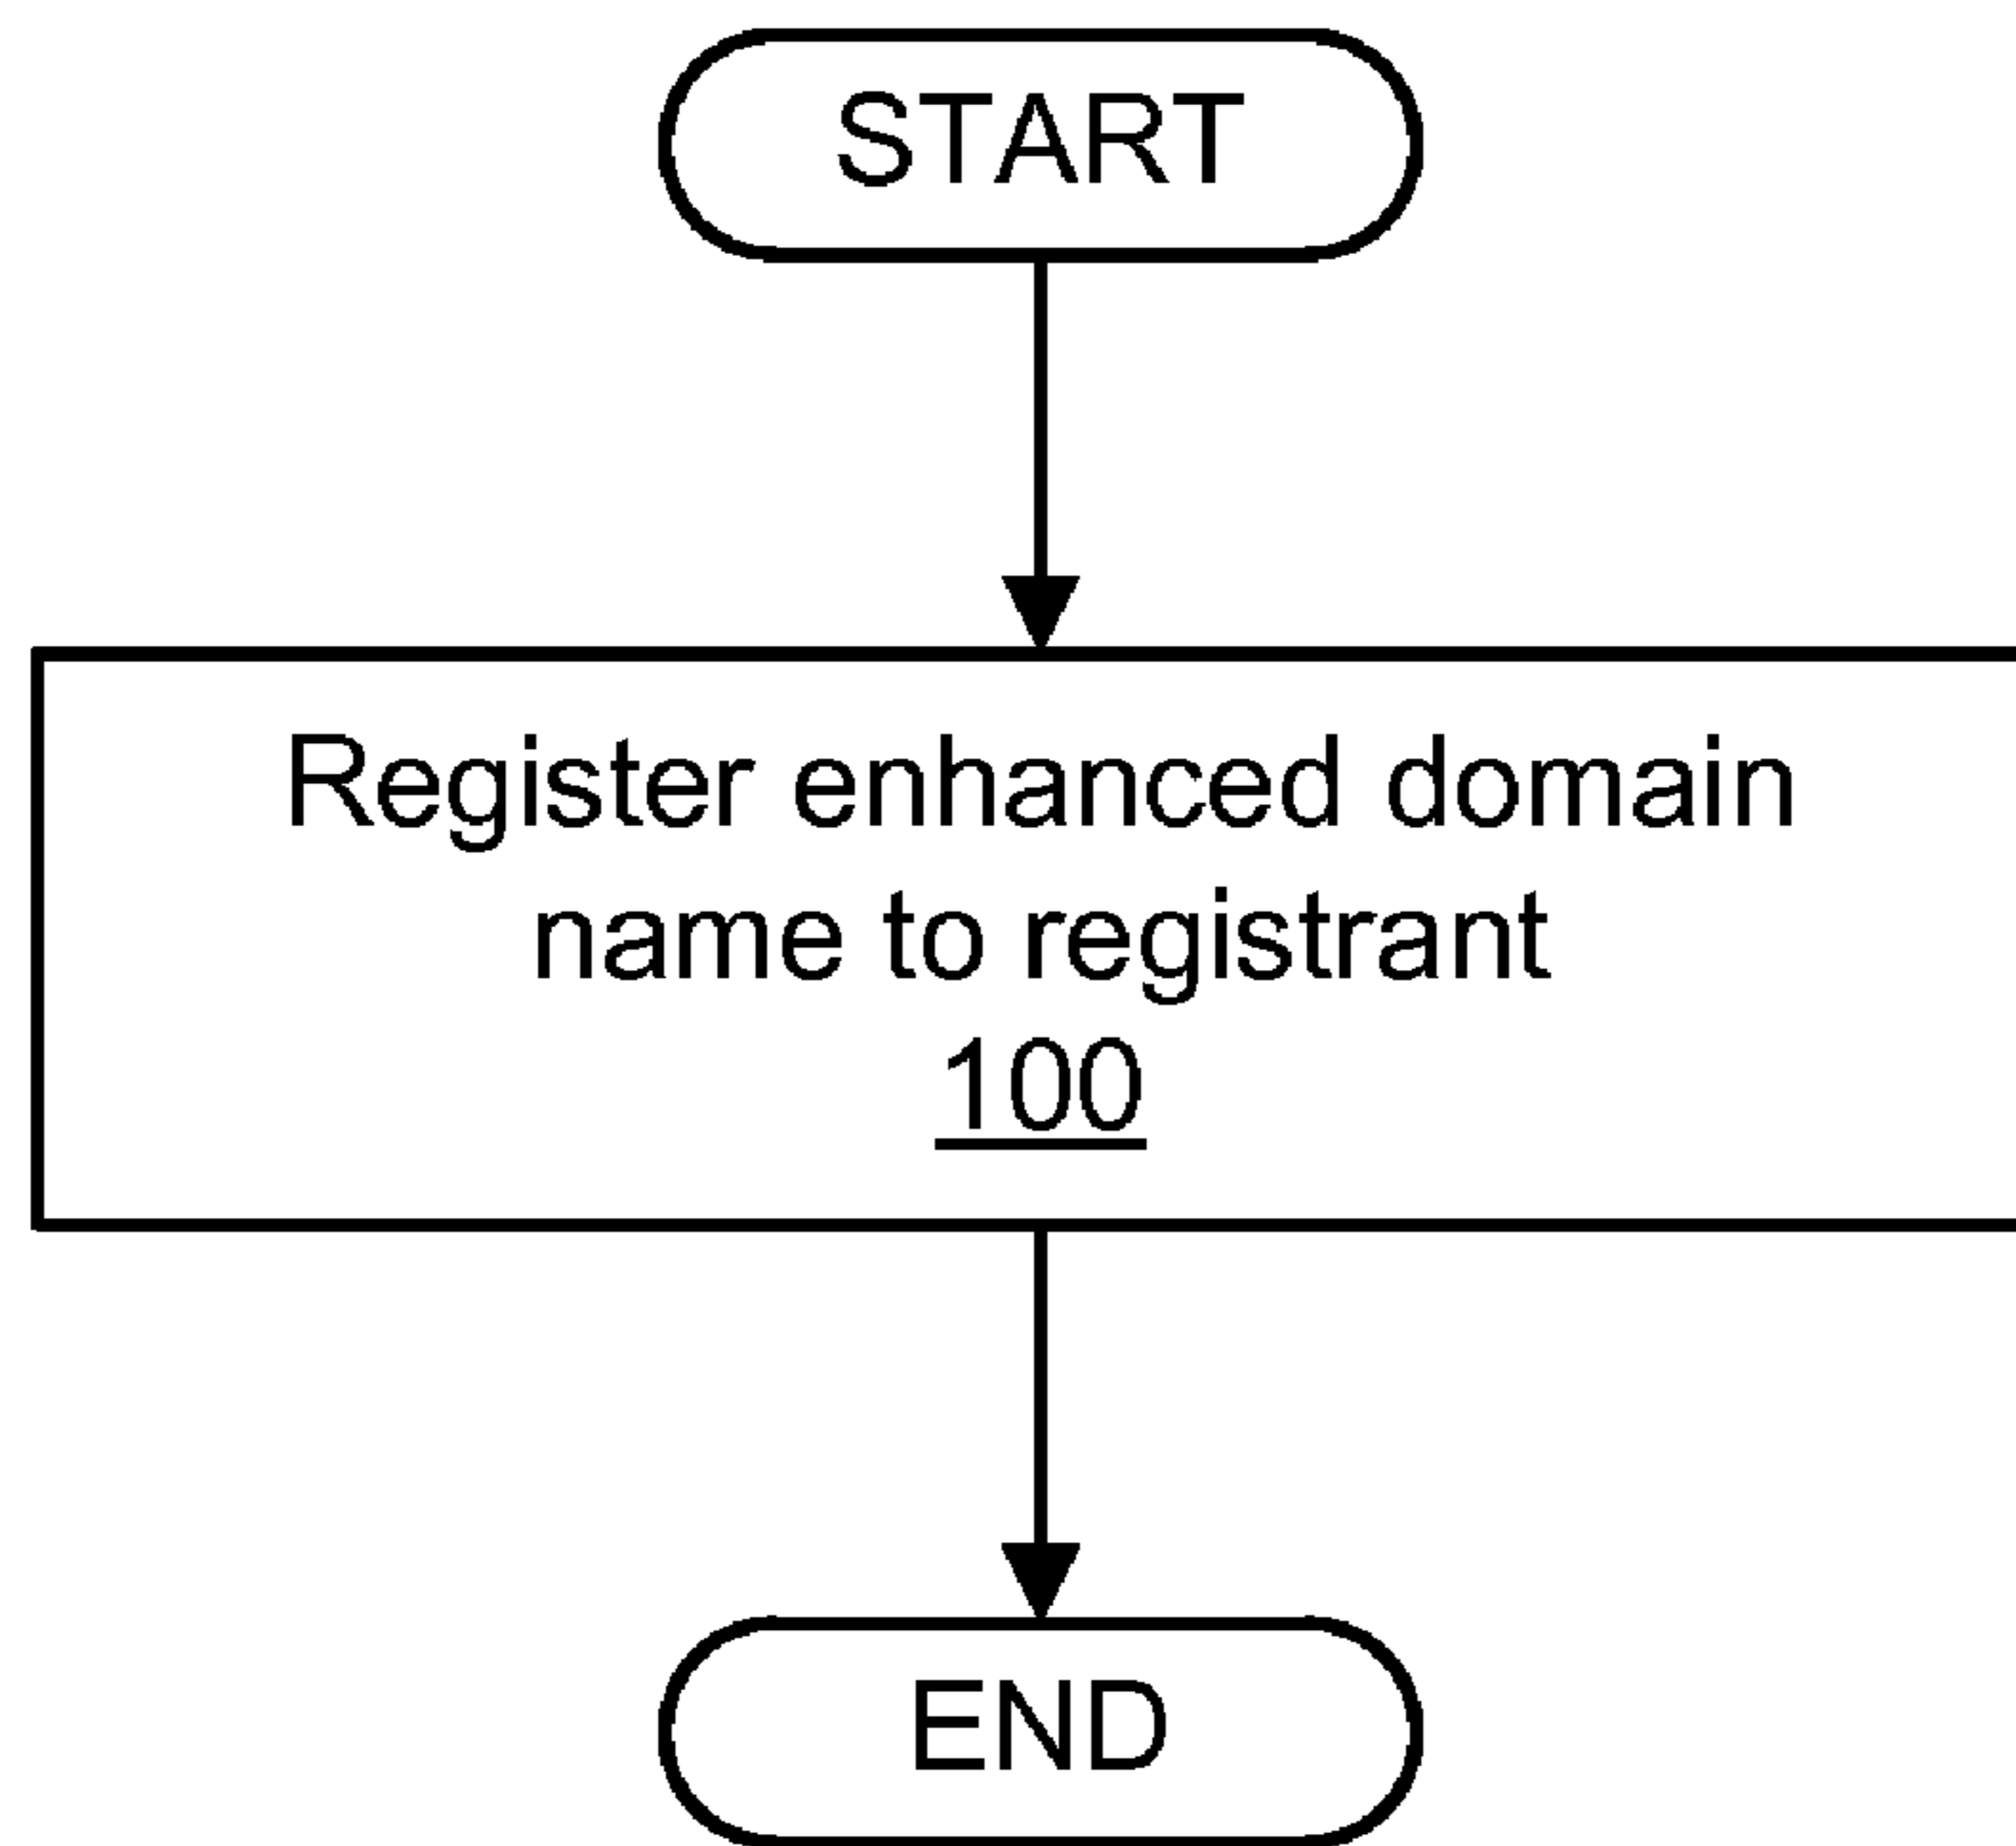 START
Register enhanced domain
name to registrant
100
END